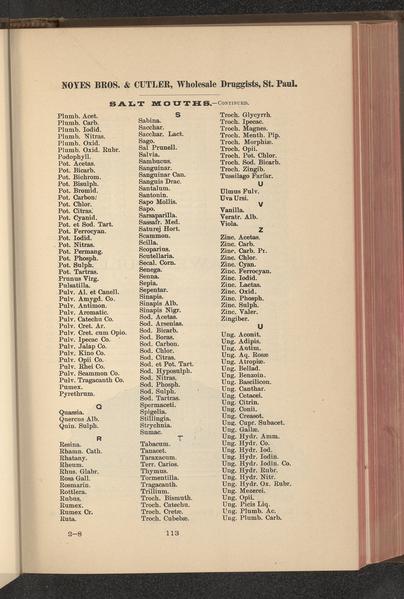 NOYES BROS. & CUTLER, Wholesale Druggists, St. Paul.
SALT MOUTHS.—Continued.
Plumb. Acet.
Plumb. Carb.
Plumb. Iodid.
Plumb. Nitras.
Plumb. Oxid.
Plumb. Oxid. Rubr.
Podophyll.
Pot. Acetas.
Pot. Bicarb.
Pot. Bichrom.
Pot. Bisulph.
Pot. Bromid.
Pot. Carbon:
Pot. Chlor.
Pot. Citras.
Pot. Cyanid.
Pot. et Sod. Tart.
Pot. Ferrocyan.
Pot. Iodid.
Pot. Nitras.
Pot. Permang.
Pot. Phosph.
Pot. Sulph.
Pot. Tartras.
Prunus Virg.
Pulsatilla.
Pulv. Al. et Canell.
Pulv. Amygd. Co.
Pulv. Antimon.
Pulv. Aromatic.
Pulv. Catechu Co.
Pulv. Cret. Ar.
Pulv. Cret. cum Opio.
Pulv. Ipecac Co.
Pulv. Jalap Co.
Pulv. Kino Co.
Pulv. Opii Co.
Pulv. Rhei Co.
Pulv. Scammon Co.
Pulv. Tragacanth Co.
Pumex.
Pyrethrum.
Q
Quassia.
Quercus Alb.
Quin. Sulph.
R
Resina.
Rhamn. Cath.
Rhatany.
Rheum.
Rhus. Glabr.
Rosa Gall.
Rosmarin.
Rottlera.
Rubus.
Rumex.
Rumex Cr.
Ruta.
S
Sabina.
Sacchar.
Sacchar. Lact.
Sago.
Sal Prunell.
Salvia.
Sambucus.
Sanguinar.
Sanguinar Can.
Sanguis Drac.
Santalum.
Santonin.
Sapo Mollis.
Sapo.
Sarsaparilla.
Sassafr. Med.
Saturej Hort.
Scammon.
Scilla.
Scoparius.
Scutellaria.
Secal. Corn.
Senega.
Senna.
Sepia.
Serpentar.
Sinapis.
Sinapis Alb.
Sinapis Nigr.
Sod. Acetas.
Sod. Arsenias.
Sod. Bicarb.
Sod. Boras.
Sod. Carbon.
Sod. Chlor.
Sod. Citras.
Sod. et Pot. Tart.
Sod. Hyposulph.
Sod. Nitras.
Sod. Phosph.
Sod. Sulph.
Sod. Tartras.
Spermaceti.
Spigelia.
Stillingia.
Strychnia.
Sumac.
T
Tabacum.
Tanacet.
Taraxacum.
Terr. Carios.
Thymus.
Tormentilla.
Tragacanth.
Trillium.
Troch. Bismuth.
Troch. Catechu.
Troch. Cretæ.
Troch. Cubebæ.
Troch. Glycyrrh.
Troch. Ipecac.
Troch. Magnes.
Troch. Menth. Pip.
Troch. Morphiæ.
Troch. Opii.
Troch. Pot. Chlor.
Troch. Sod. Bicarb.
Troch. Zingib.
Tussilago Farfar.
U
Ulmus Fulv.
Uva Ursi.
V
Vanilla.
Veratr. Alb.
Viola.
Z
Zinc. Acetas.
Zinc. Carb.
Zinc. Carb. Pr.
Zinc. Chlor.
Zinc. Cyan.
Zinc. Ferrocyan.
Zinc. Iodid.
Zinc. Lactas.
Zinc. Oxid.
Zinc. Phosph.
Zinc. Sulph.
Zinc. Valer.
Zingiber.
U
Ung. Aconit.
Ung. Adipis.
Ung. Antim.
Ung. Aq. Rosæ
Ung. Atropiæ.
Ung. Bellad.
Ung. Benzoin.
Ung. Bascilicon.
Ung. Canthar.
Ung. Cetacei.
Ung. Citrin.
Ung. Conii.
Ung. Creasot.
Ung. Cupr. Subacet.
Ung. Gallæ.
Ung. Hydr. Amm.
Ung. Hydr. Co.
Ung. Hydr. Iod.
Ung. Hydr. Iodin.
Ung. Hydr. Iodin. Co.
Ung. Hydr. Rubr.
Ung. Hydr. Nitr.
Ung. Hydr. Ox. Rubr.
Ung. Mezerei.
Ung. Opii.
Ung. Picis Liq.
Ung. Plumb. Ac.
Ung. Plumb. Carb.
2–8
113